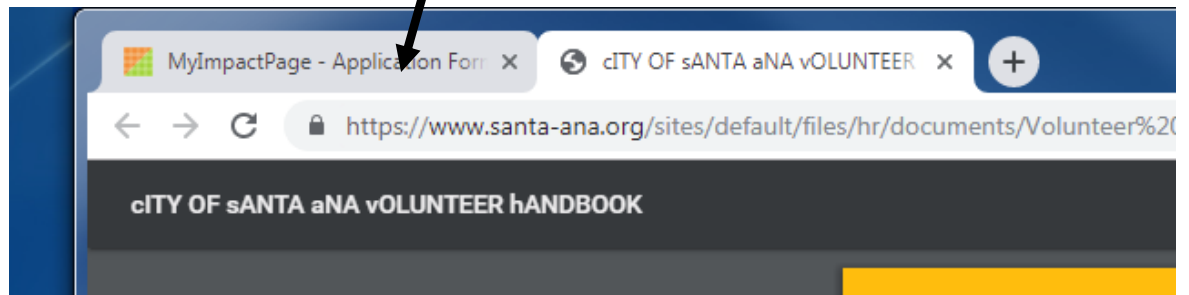 MyImpactPage - Application Form
cITY OF sANTA aNA vOLUNTEER
https://www.santa-ana.org/sites/default/files/hr/documents/Volunteer%20
cITY OF sANTA aNA vOLUNTEER hANDBOOK